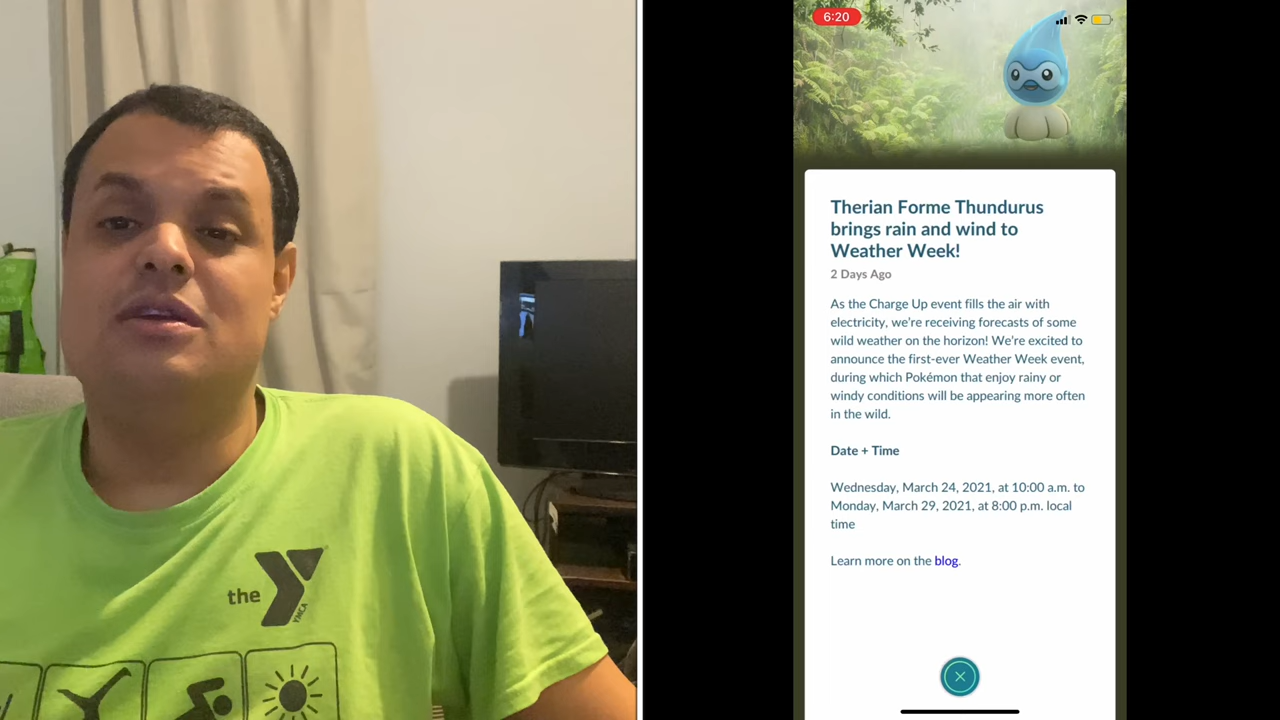 the
YMCA
6:20
Therian Forme Thundurus
brings rain and wind to
Weather Week!
2 Days Ago
As the Charge Up event fills the air with
electricity, we're receiving forecasts of some
wild weather on the horizon! We're excited to
announce the first-ever Weather Week event,
during which Pokémon that enjoy rainy or
windy conditions will be appearing more often
in the wild.
Date + Time
Wednesday, March 24, 2021, at 10:00 a.m. to
Monday, March 29, 2021, at 8:00 p.m. local
time
Learn more on the blog.